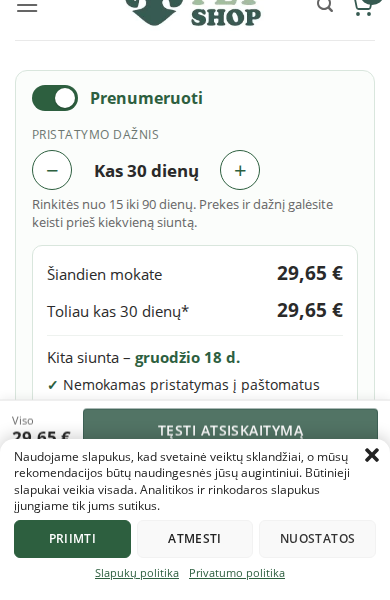 SHOP
Prenumeruoti
PRISTATYMO DAŽNIS
− Kas 30 dienų +
Rinkitės nuo 15 iki 90 dienų. Prekes ir dažnį galėsite
keisti prieš kiekvieną siuntą.
Šiandien mokate 29,65 €
Toliau kas 30 dienų* 29,65 €
Kita siunta – gruodžio 18 d.
✓ Nemokamas pristatymas į paštomatus
Viso
29,65 €
TĘSTI ATSISKAITYMĄ
Naudojame slapukus, kad svetainė veiktų sklandžiai, o mūsų
rekomendacijos būtų naudingesnės jūsų augintiniui. Būtinieji
slapukai veikia visada. Analitikos ir rinkodaros slapukus
įjungiame tik jums sutikus.
PRIIMTI ATMESTI NUOSTATOS
Slapukų politika Privatumo politika